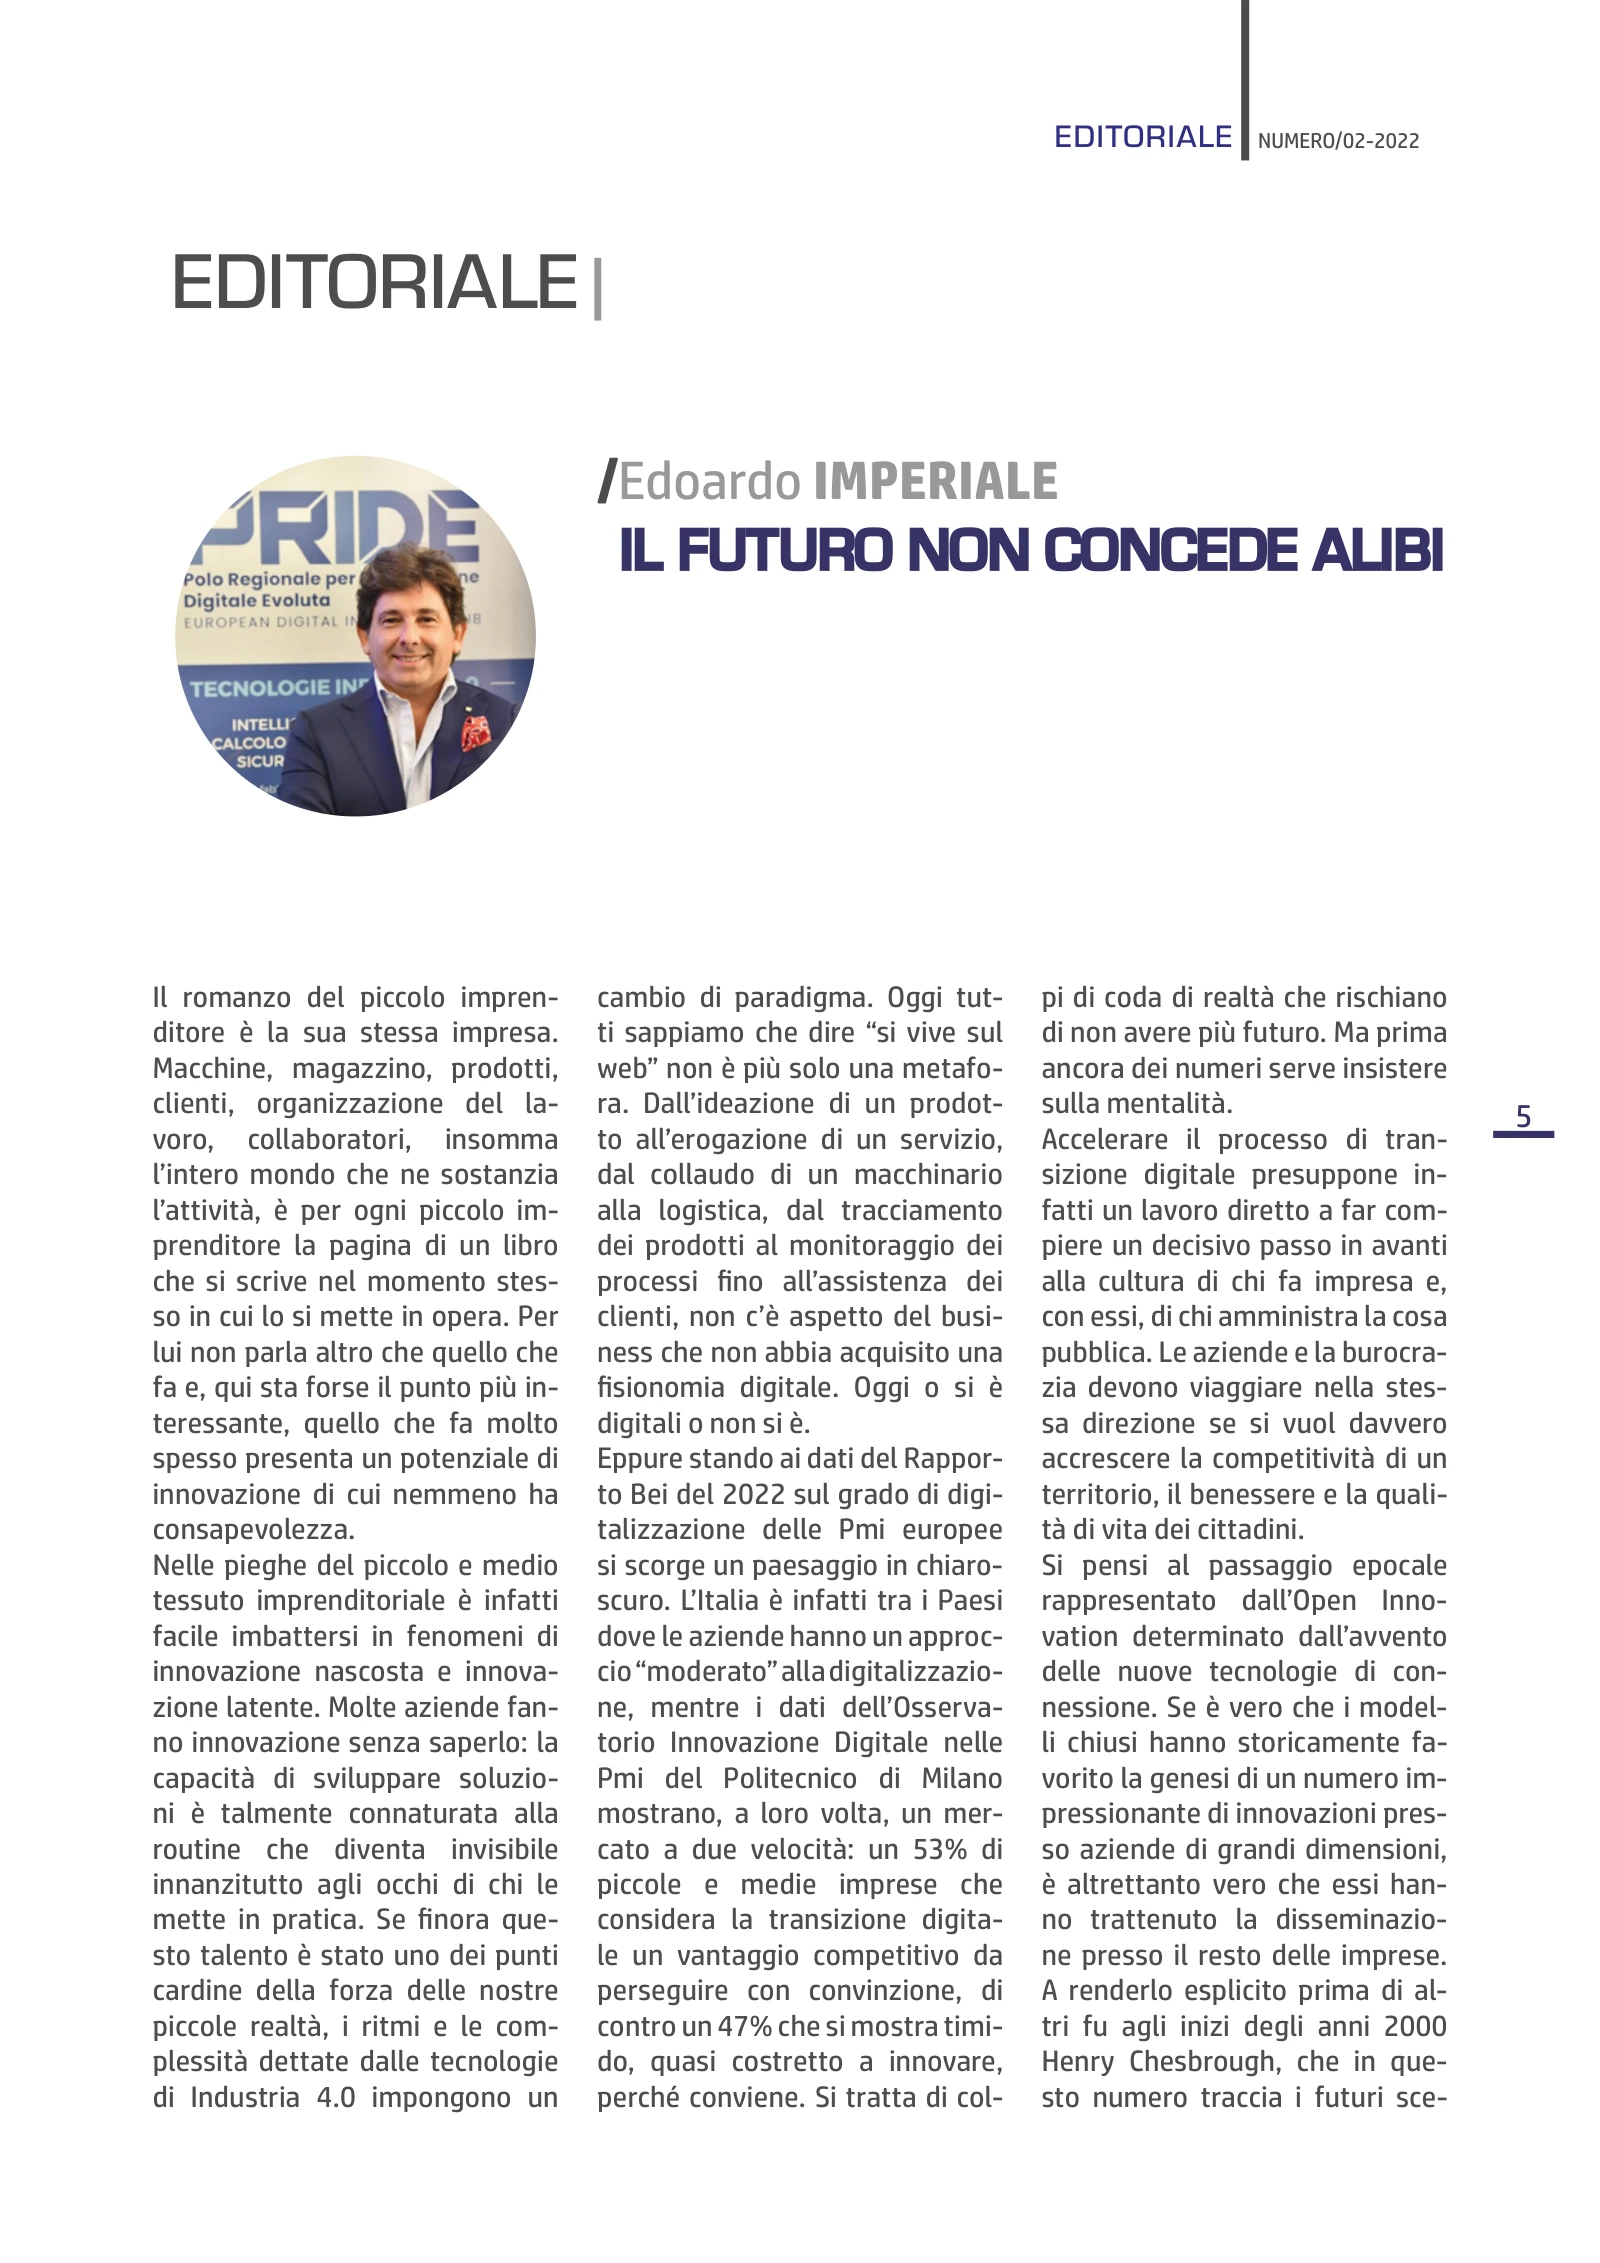 EDITORIALE NUMERO/02-2022
EDITORIALE
PRIDE
Polo Regionale per ne
Digitale Evoluta
EUROPEAN DIGITAL
TECNOLOGIE
CALCOLO
/Edoardo IMPERIALE
IL FUTURO NON CONCEDE ALIBI
Il romanzo del piccolo impren-
ditore è la sua stessa impresa.
Macchine, magazzino, prodotti,
clienti, organizzazione del la-
voro, collaboratori, insomma
l’intero mondo che ne sostanzia
l’attività, è per ogni piccolo im-
prenditore la pagina di un libro
che si scrive nel momento stes-
so in cui lo si mette in opera. Per
lui non parla altro che quello che
fa e, qui sta forse il punto più in-
teressante, quello che fa molto
spesso presenta un potenziale di
innovazione di cui nemmeno ha
consapevolezza.
Nelle pieghe del piccolo e medio
tessuto imprenditoriale è infatti
facile imbattersi in fenomeni di
innovazione nascosta e innova-
zione latente. Molte aziende fan-
no innovazione senza saperlo: la
capacità di sviluppare soluzio-
ni è talmente connaturata alla
routine che diventa invisibile
innanzitutto agli occhi di chi le
mette in pratica. Se finora que-
sto talento è stato uno dei punti
cardine della forza delle nostre
piccole realtà, i ritmi e le com-
plessità dettate dalle tecnologie
di Industria 4.0 impongono un
cambio di paradigma. Oggi tut-
ti sappiamo che dire “si vive sul
web” non è più solo una metafo-
ra. Dall’ideazione di un prodot-
to all’erogazione di un servizio,
dal collaudo di un macchinario
alla logistica, dal tracciamento
dei prodotti al monitoraggio dei
processi fino all’assistenza dei
clienti, non c’è aspetto del busi-
ness che non abbia acquisito una
fisionomia digitale. Oggi o si è
digitali o non si è.
Eppure stando ai dati del Rappor-
to Bei del 2022 sul grado di digi-
talizzazione delle Pmi europee
si scorge un paesaggio in chiaro-
scuro. L’Italia è infatti tra i Paesi
dove le aziende hanno un approc-
cio “moderato” alla digitalizzazio-
ne, mentre i dati dell’Osserva-
torio Innovazione Digitale nelle
Pmi del Politecnico di Milano
mostrano, a loro volta, un mer-
cato a due velocità: un 53% di
piccole e medie imprese che
considera la transizione digita-
le un vantaggio competitivo da
perseguire con convinzione, di
contro un 47% che si mostra timi-
do, quasi costretto a innovare,
perché conviene. Si tratta di col-
pi di coda di realtà che rischiano
di non avere più futuro. Ma prima
ancora dei numeri serve insistere
sulla mentalità.
Accelerare il processo di tran-
sizione digitale presuppone in-
fatti un lavoro diretto a far com-
piere un decisivo passo in avanti
alla cultura di chi fa impresa e,
con essi, di chi amministra la cosa
pubblica. Le aziende e la burocra-
zia devono viaggiare nella stes-
sa direzione se si vuol davvero
accrescere la competitività di un
territorio, il benessere e la quali-
tà di vita dei cittadini.
Si pensi al passaggio epocale
rappresentato dall’Open Inno-
vation determinato dall’avvento
delle nuove tecnologie di con-
nessione. Se è vero che i model-
li chiusi hanno storicamente fa-
vorito la genesi di un numero im-
pressionante di innovazioni pres-
so aziende di grandi dimensioni,
è altrettanto vero che essi han-
no trattenuto la disseminazio-
ne presso il resto delle imprese.
A renderlo esplicito prima di al-
tri fu agli inizi degli anni 2000
Henry Chesbrough, che in que-
sto numero traccia i futuri sce-
5